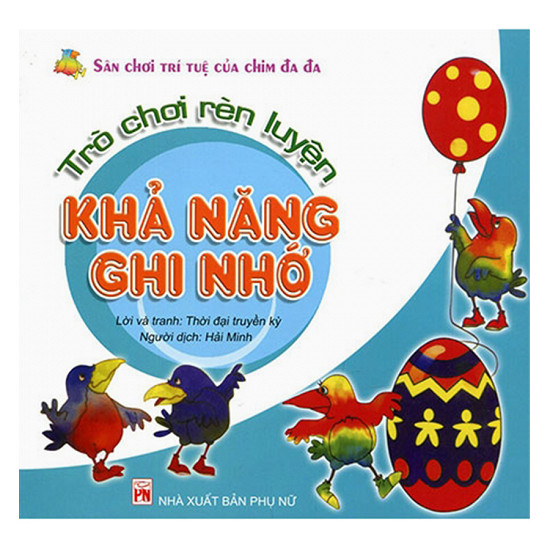 Sân chơi trí tuệ của chim đa đa
Trò chơi rèn luyện
KHẢ NĂNG
GHI NHỚ
Lời và tranh: Thời đại truyền kỳ
Người dịch: Hải Minh
PN
NHÀ XUẤT BẢN PHỤ NỮ